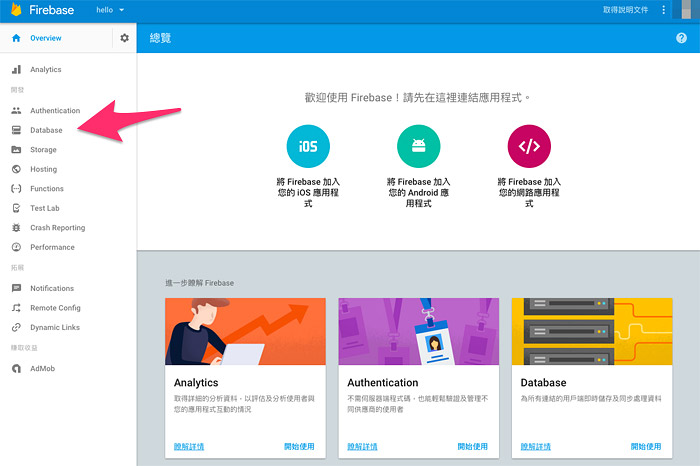 Firebase
hello
取得說明文件
Overview
總覽
Analytics
開發
Authentication
Database
Storage
Hosting
Functions
Test Lab
Crash Reporting
Performance
拓展
Notifications
Remote Config
Dynamic Links
賺取收益
AdMob
歡迎使用 Firebase！請先在這裡連結應用程式。
iOS
將 Firebase 加入
您的 iOS 應用程
式
將 Firebase 加入
您的 Android 應
用程式
將 Firebase 加入
您的網路應用程
式
進一步瞭解 Firebase
Analytics
取得詳細的分析資料，以評估及分析使用者與
您的應用程式互動的情況
瞭解詳情
開始使用
Authentication
不需伺服器端程式碼，也能輕鬆驗證及管理不
同供應商的使用者
瞭解詳情
開始使用
Database
為所有連結的用戶端即時儲存及同步處理資料
瞭解詳情
開始使用